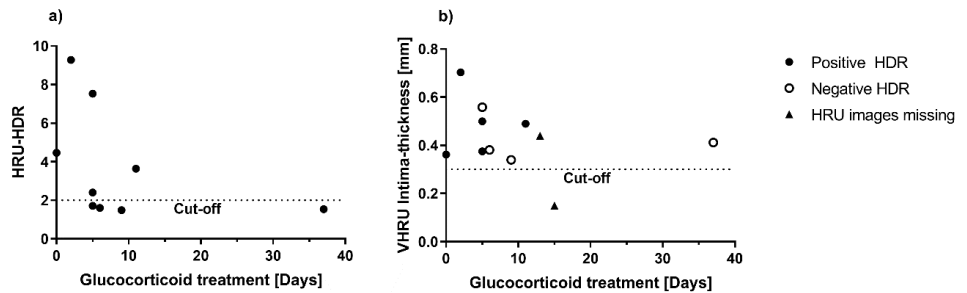 a)
HRU-HDR
10
8
6
4
2
0
Cut-off
0 10 20 30 40
Glucocorticoid treatment [Days]
b)
VHRU Intima-thickness [mm]
0.8
0.6
0.4
0.2
0.0
Cut-off
0 10 20 30 40
Glucocorticoid treatment [Days]
Positive HDR
Negative HDR
HRU images missing